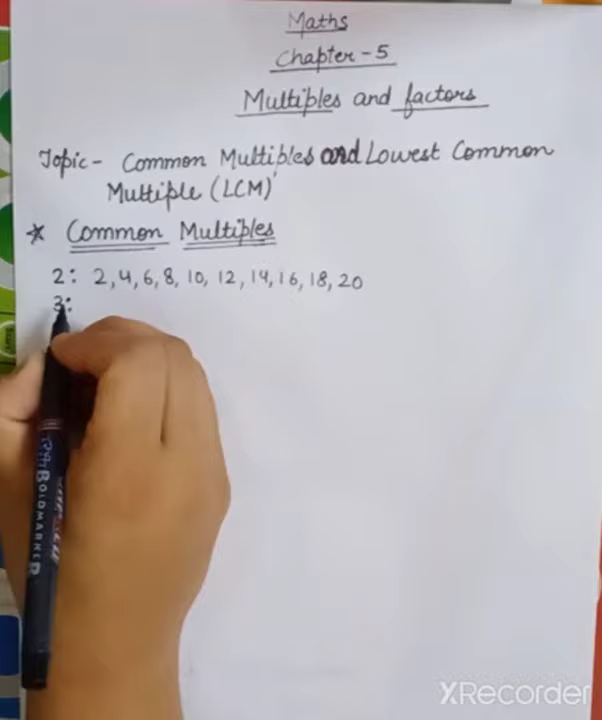 Maths
Chapter - 5
Multiples and factors
Topic - Common Multiples and Lowest Common
Multiple (LCM)
* Common Multiples
2: 2, 4, 6, 8, 10, 12, 14, 16, 18, 20
3:
BOLDMARKER
XRecorder